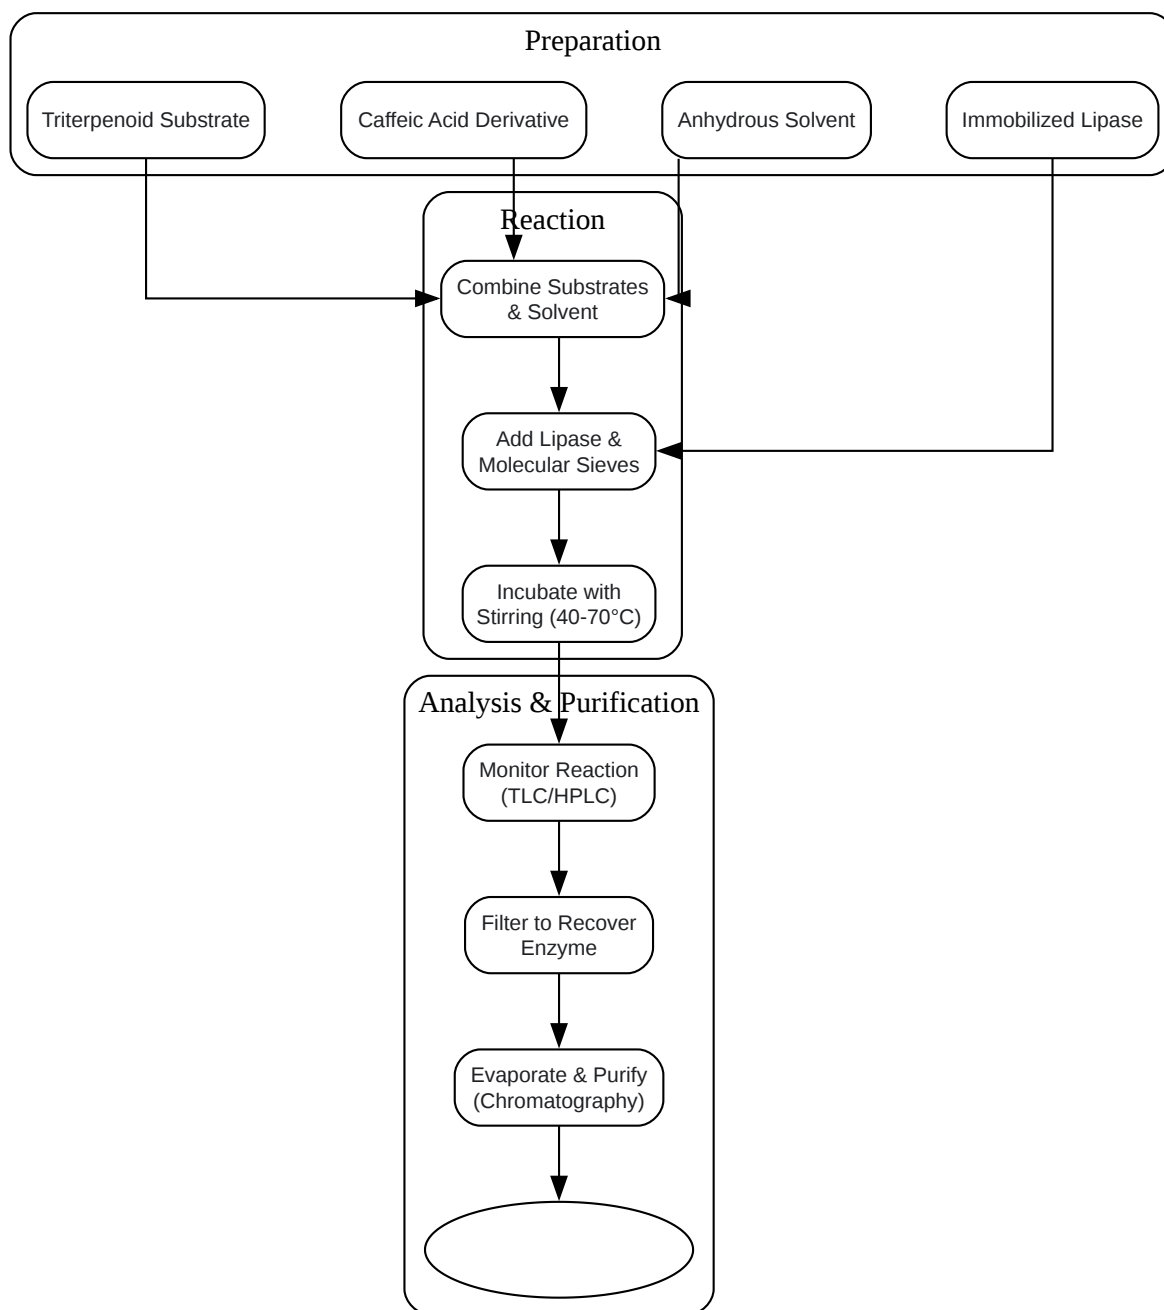 Preparation
Triterpenoid Substrate
Caffeic Acid Derivative
Anhydrous Solvent
Immobilized Lipase
Reaction
Combine Substrates
& Solvent
Add Lipase &
Molecular Sieves
Incubate with
Stirring (40-70°C)
Analysis & Purification
Monitor Reaction
(TLC/HPLC)
Filter to Recover
Enzyme
Evaporate & Purify
(Chromatography)